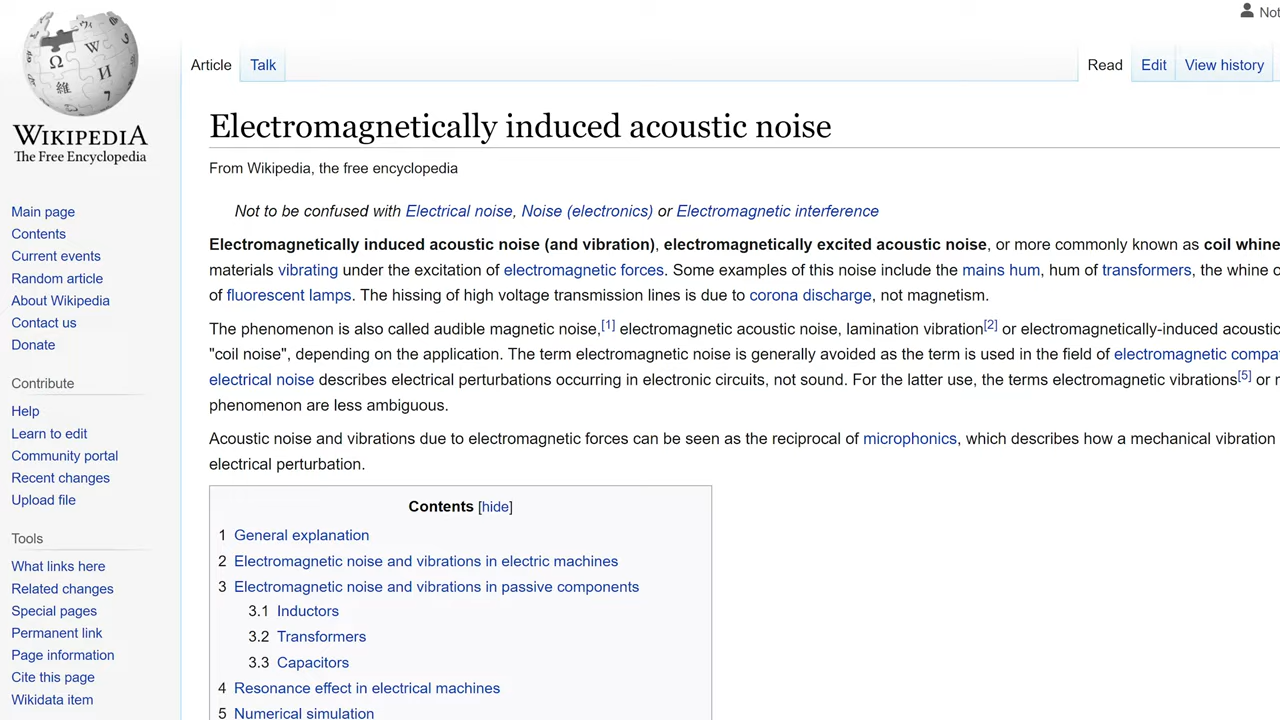 Not
WIKIPEDIA
The Free Encyclopedia
Main page
Contents
Current events
Random article
About Wikipedia
Contact us
Donate
Contribute
Help
Learn to edit
Community portal
Recent changes
Upload file
Tools
What links here
Related changes
Special pages
Permanent link
Page information
Cite this page
Wikidata item
Article Talk Read Edit View history
Electromagnetically induced acoustic noise
From Wikipedia, the free encyclopedia
Not to be confused with Electrical noise, Noise (electronics) or Electromagnetic interference
Electromagnetically induced acoustic noise (and vibration), electromagnetically excited acoustic noise, or more commonly known as coil whine
materials vibrating under the excitation of electromagnetic forces. Some examples of this noise include the mains hum, hum of transformers, the whine o
of fluorescent lamps. The hissing of high voltage transmission lines is due to corona discharge, not magnetism.
The phenomenon is also called audible magnetic noise,[1] electromagnetic acoustic noise, lamination vibration[2] or electromagnetically-induced acoustic
"coil noise", depending on the application. The term electromagnetic noise is generally avoided as the term is used in the field of electromagnetic compa
electrical noise describes electrical perturbations occurring in electronic circuits, not sound. For the latter use, the terms electromagnetic vibrations[5] or
phenomenon are less ambiguous.
Acoustic noise and vibrations due to electromagnetic forces can be seen as the reciprocal of microphonics, which describes how a mechanical vibration
electrical perturbation.
Contents [hide]
1 General explanation
2 Electromagnetic noise and vibrations in electric machines
3 Electromagnetic noise and vibrations in passive components
3.1 Inductors
3.2 Transformers
3.3 Capacitors
4 Resonance effect in electrical machines
5 Numerical simulation